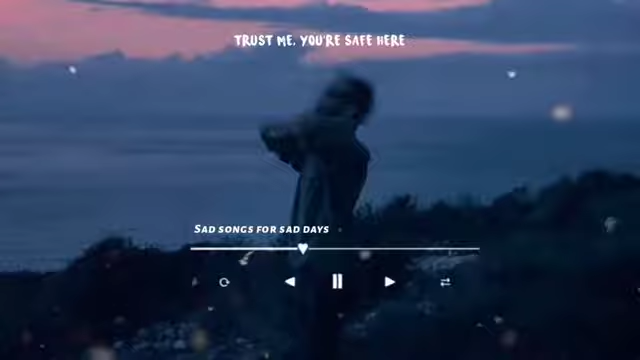 TRUST ME, YOU'RE SAFE HERE
SAD SONGS FOR SAD DAYS